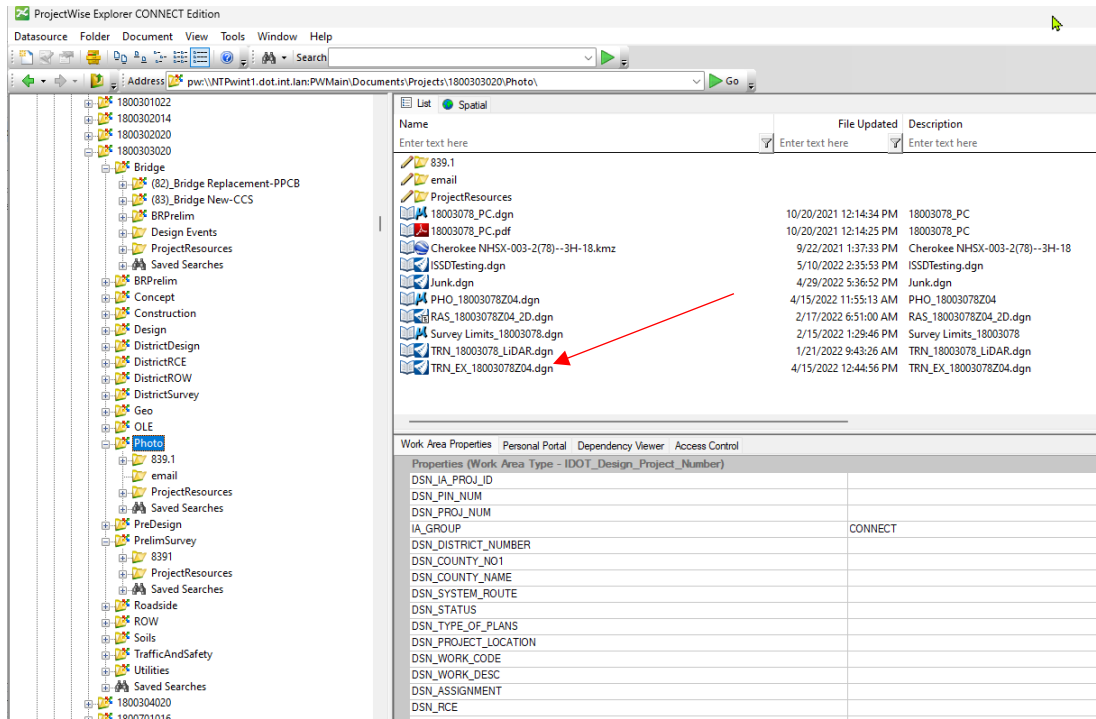 ProjectWise Explorer CONNECT Edition
Datasource Folder Document View Tools Window Help
Search
Address pw:\\NTPwint1.dot.int.lan:PWMain\Documents\Projects\1800303020\Photo\ Go
1800301022
1800302014
1800302020
1800303020
Bridge
(82)_Bridge Replacement-PPCB
(83)_Bridge New-CCS
BRPrelim
Design Events
ProjectResources
Saved Searches
BRPrelim
Concept
Construction
Design
DistrictDesign
DistrictRCE
DistrictROW
DistrictSurvey
Geo
OLE
Photo
839.1
email
ProjectResources
Saved Searches
PreDesign
PrelimSurvey
8391
ProjectResources
Saved Searches
Roadside
ROW
Soils
TrafficAndSafety
Utilities
Saved Searches
1800304020
1800701016
List Spatial
Name File Updated Description
Enter text here Enter text here Enter text here
839.1
email
ProjectResources
18003078_PC.dgn 10/20/2021 12:14:34 PM 18003078_PC
18003078_PC.pdf 10/20/2021 12:14:25 PM 18003078_PC
Cherokee NHSX-003-2(78)--3H-18.kmz 9/22/2021 1:37:33 PM Cherokee NHSX-003-2(78)--3H-18
ISSDTesting.dgn 5/10/2022 2:35:53 PM ISSDTesting.dgn
Junk.dgn 4/29/2022 5:36:52 PM Junk.dgn
PHO_18003078Z04.dgn 4/15/2022 11:55:13 AM PHO_18003078Z04
RAS_18003078Z04_2D.dgn 2/17/2022 6:51:00 AM RAS_18003078Z04_2D.dgn
Survey Limits_18003078.dgn 2/15/2022 1:29:46 PM Survey Limits_18003078
TRN_18003078_LiDAR.dgn 1/21/2022 9:43:26 AM TRN_18003078_LiDAR.dgn
TRN_EX_18003078Z04.dgn 4/15/2022 12:44:56 PM TRN_EX_18003078Z04.dgn
Work Area Properties Personal Portal Dependency Viewer Access Control
Properties (Work Area Type - IDOT_Design_Project_Number)
DSN_IA_PROJ_ID
DSN_PIN_NUM
DSN_PROJ_NUM
IA_GROUP CONNECT
DSN_DISTRICT_NUMBER
DSN_COUNTY_NO1
DSN_COUNTY_NAME
DSN_SYSTEM_ROUTE
DSN_STATUS
DSN_TYPE_OF_PLANS
DSN_PROJECT_LOCATION
DSN_WORK_CODE
DSN_WORK_DESC
DSN_ASSIGNMENT
DSN_RCE